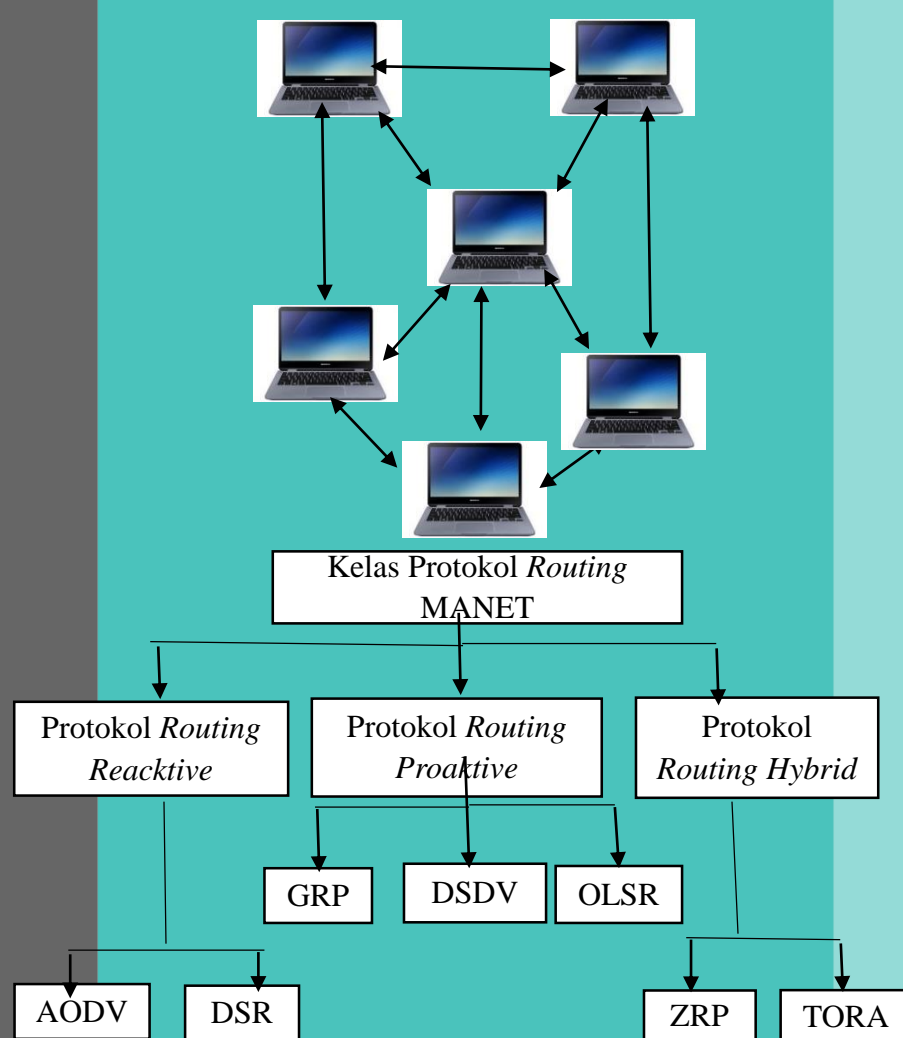 Kelas Protokol Routing
MANET
Protokol Routing
Reacktive
Protokol Routing
Proaktive
Protokol
Routing Hybrid
GRP
DSDV
OLSR
AODV
DSR
ZRP
TORA